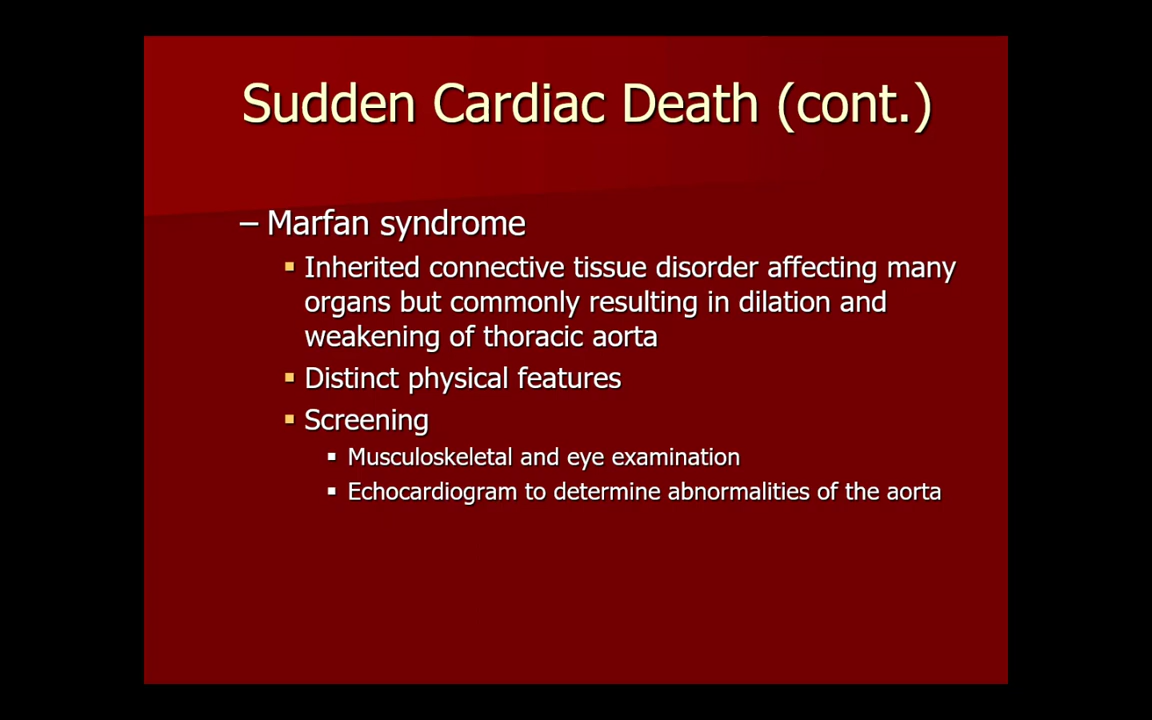 Sudden Cardiac Death (cont.)
– Marfan syndrome
▪ Inherited connective tissue disorder affecting many
organs but commonly resulting in dilation and
weakening of thoracic aorta
▪ Distinct physical features
▪ Screening
▪ Musculoskeletal and eye examination
▪ Echocardiogram to determine abnormalities of the aorta